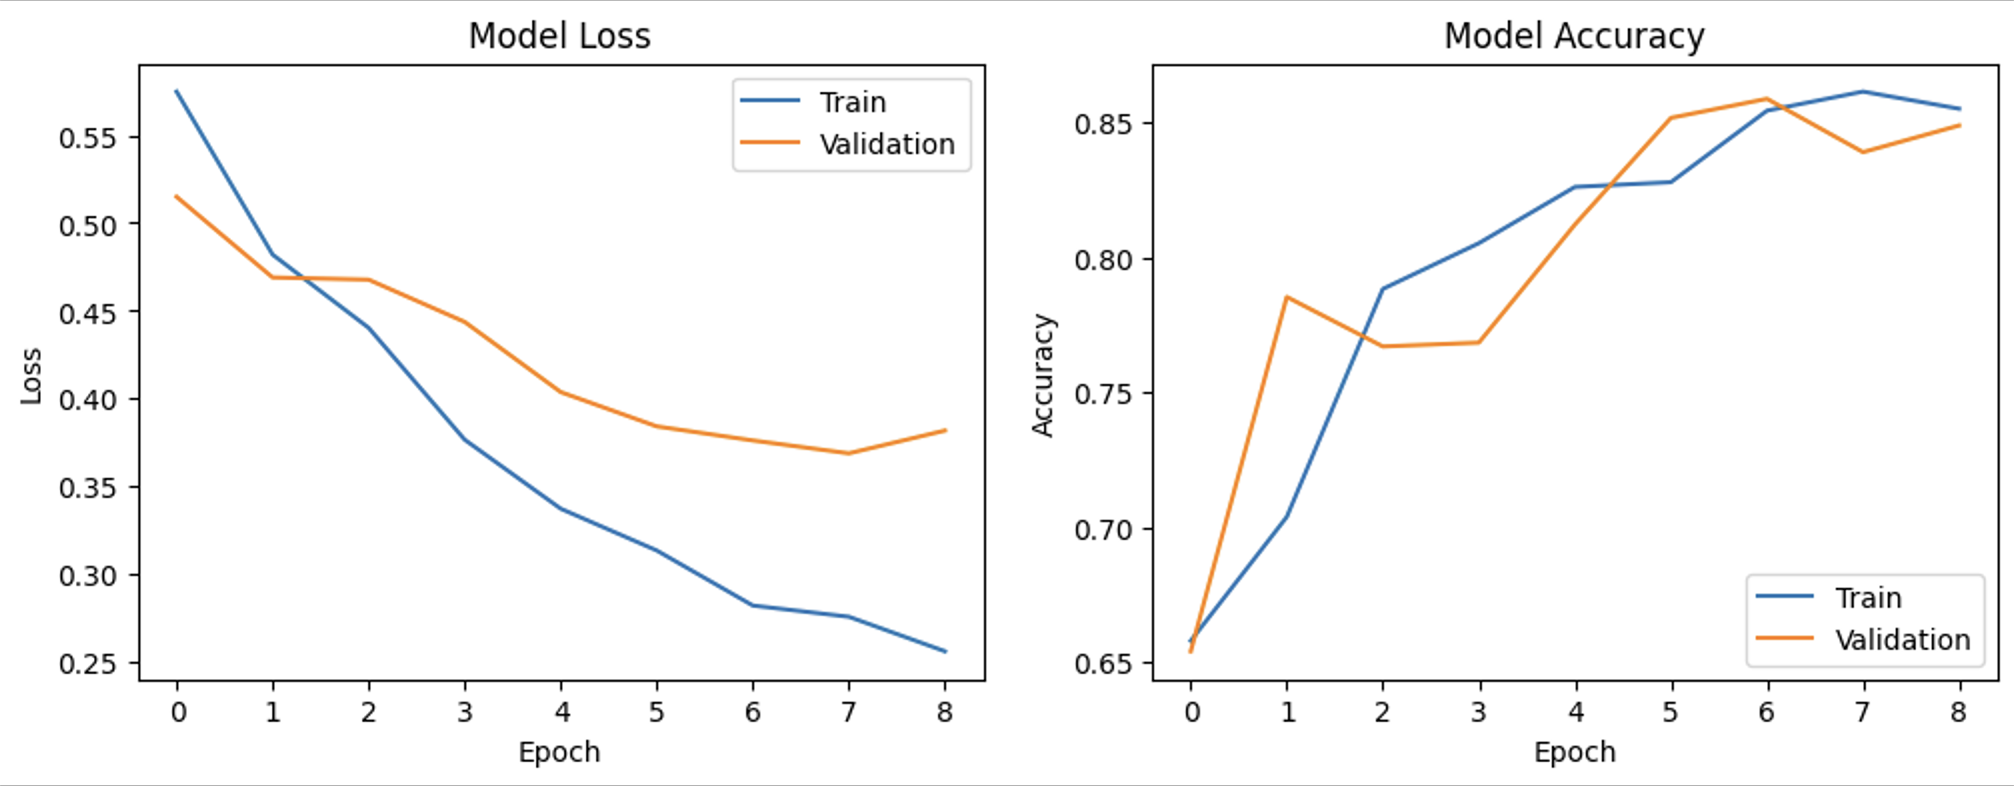 Model Loss
Train
Validation
0.55
0.50
0.45
0.40
0.35
0.30
0.25
Loss
0 1 2 3 4 5 6 7 8
Epoch
Model Accuracy
0.85
0.80
0.75
0.70
0.65
Accuracy
Train
Validation
0 1 2 3 4 5 6 7 8
Epoch